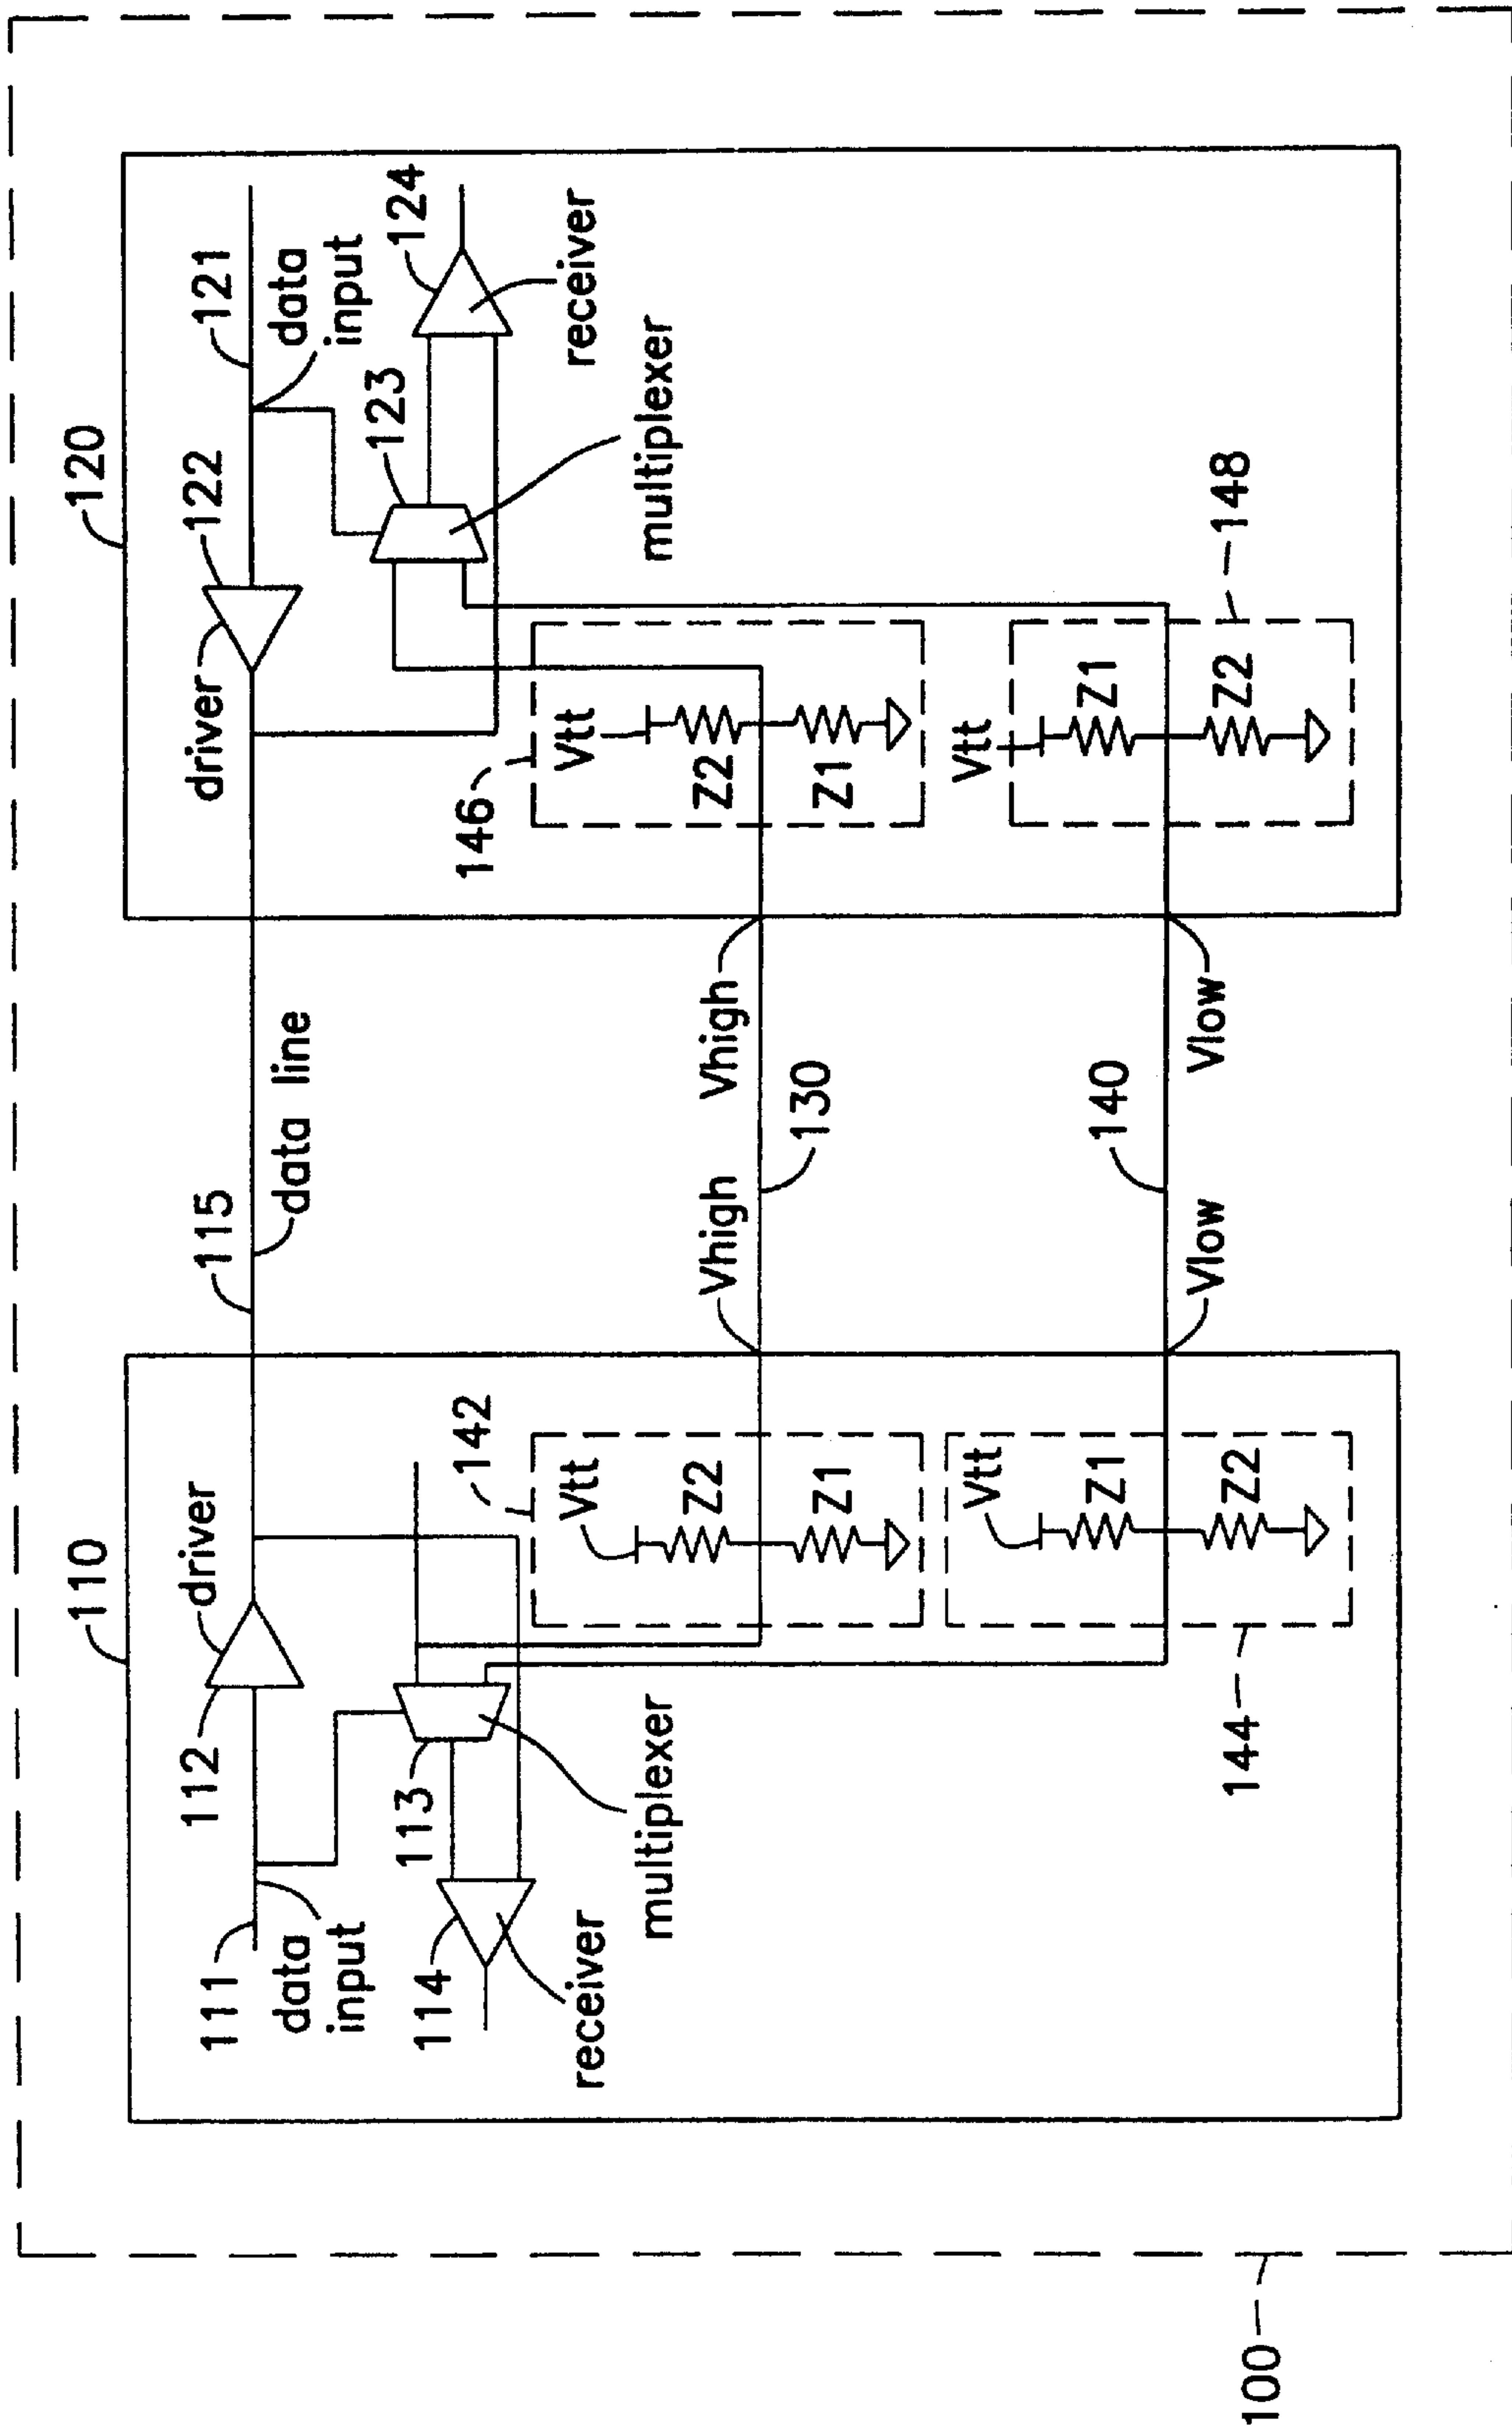 110
120
111
data
input
112
driver
115
data line
driver
122
121
data
input
113
multiplexer
114
receiver
123
multiplexer
124
receiver
142
Vtt
Z2
Z1
Vhigh
130
Vhigh
146
Vtt
Z2
Z1
144
Vtt
Z1
Z2
Vlow
140
Vlow
Vtt
Z1
Z2
148
100